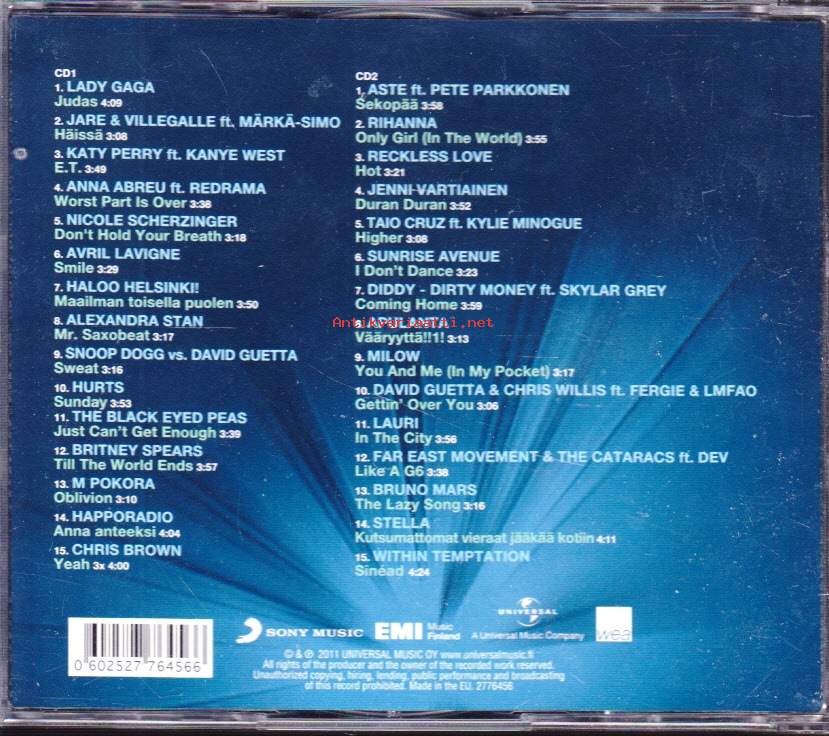 CD1
1. LADY GAGA
Judas 4:09
2. JARE & VILLEGALLE ft. MÄRKÄ-SIMO
Häissä 3:08
3. KATY PERRY ft. KANYE WEST
E.T. 3:49
4. ANNA ABREU ft. REDRAMA
Worst Part Is Over 3:38
5. NICOLE SCHERZINGER
Don't Hold Your Breath 3:18
6. AVRIL LAVIGNE
Smile 3:29
7. HALOO HELSINKI!
Maailman toisella puolen 3:50
8. ALEXANDRA STAN
Mr. Saxobeat 3:17
9. SNOOP DOGG vs. DAVID GUETTA
Sweat 3:16
10. HURTS
Sunday 3:53
11. THE BLACK EYED PEAS
Just Can't Get Enough 3:39
12. BRITNEY SPEARS
Till The World Ends 3:57
13. M POKORA
Oblivion 3:10
14. HAPPORADIO
Anna anteeksi 4:04
15. CHRIS BROWN
Yeah 3x 4:00
CD2
1. ASTE ft. PETE PARKKONEN
Sekopää 3:58
2. RIHANNA
Only Girl (In The World) 3:55
3. RECKLESS LOVE
Hot 3:21
4. JENNI VARTIAINEN
Duran Duran 3:52
5. TAIO CRUZ ft. KYLIE MINOGUE
Higher 3:08
6. SUNRISE AVENUE
I Don't Dance 3:23
7. DIDDY - DIRTY MONEY ft. SKYLAR GREY
Coming Home 3:59
8.
Antikvariaatti.net
Vääryyttä!!1! 3:13
9. MILOW
You And Me (In My Pocket) 3:17
10. DAVID GUETTA & CHRIS WILLIS ft. FERGIE & LMFAO
Gettin' Over You 3:06
11. LAURI
In The City 3:56
12. FAR EAST MOVEMENT & THE CATARACS ft. DEV
Like A G6 3:38
13. BRUNO MARS
The Lazy Song 3:16
14. STELLA
Kutsumattomat vieraat jääkää kotiin 4:11
15. WITHIN TEMPTATION
Sinéad 4:24
0 602527 764566
SONY MUSIC
EMI Music Finland
UNIVERSAL
A Universal Music Company
wea
© & ℗ 2011 UNIVERSAL MUSIC OY www.universalmusic.fi
All rights of the producer and the owner of the recorded work reserved.
Unauthorized copying, hiring, lending, public performance and broadcasting
of this record prohibited. Made in the EU. 2776456